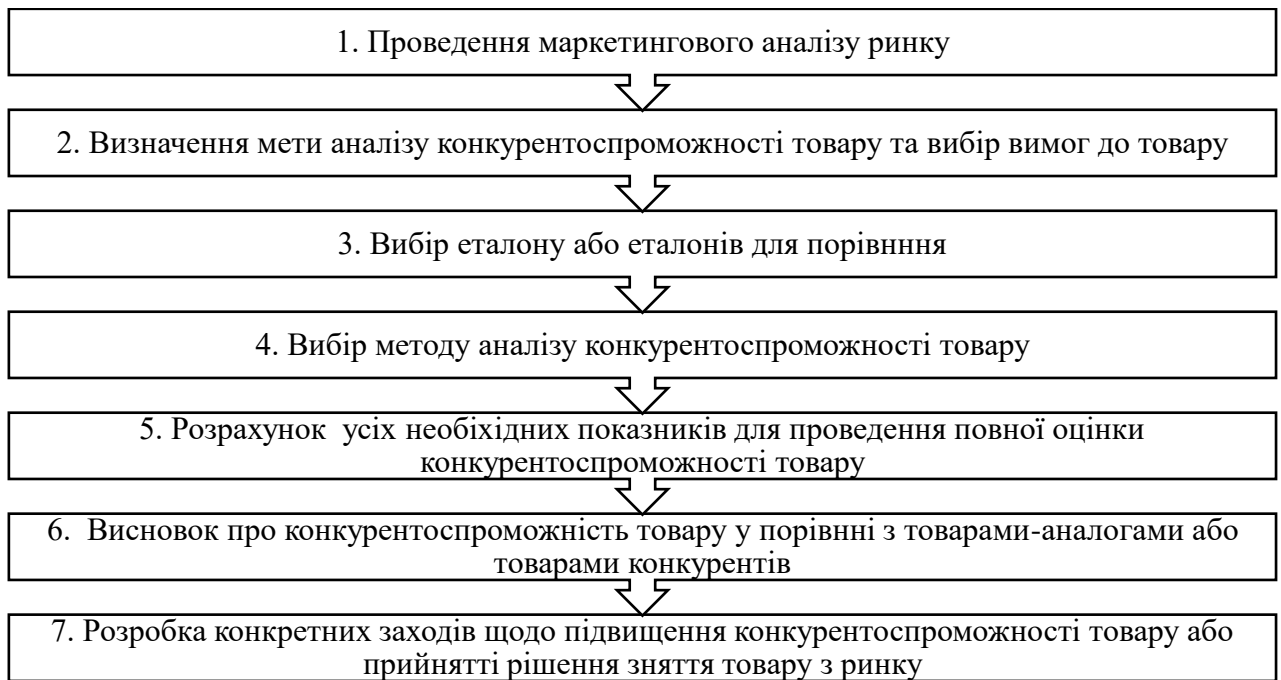 1. Проведення маркетингового аналізу ринку
2. Визначення мети аналізу конкурентоспроможності товару та вибір вимог до товару
3. Вибір еталону або еталонів для порівнння
4. Вибір методу аналізу конкурентоспроможності товару
5. Розрахунок  усіх необіхідних показників для проведення повної оцінки
конкурентоспроможності товару
6.  Висновок про конкурентоспроможність товару у порівнні з товарами-аналогами або
товарами конкурентів
7. Розробка конкретних заходів щодо підвищення конкурентоспроможності товару або
прийнятті рішення зняття товару з ринку